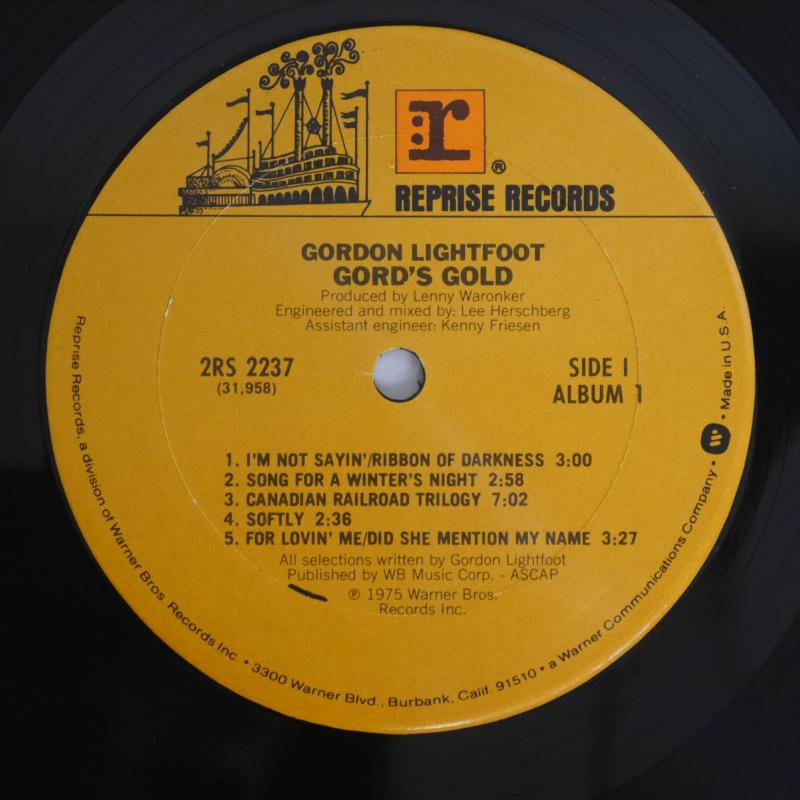 r ®
REPRISE RECORDS
GORDON LIGHTFOOT
GORD'S GOLD
Produced by Lenny Waronker
Engineered and mixed by: Lee Herschberg
Assistant engineer: Kenny Friesen
2RS 2237
(31,958)
SIDE 1
ALBUM 1
1. I'M NOT SAYIN'/RIBBON OF DARKNESS 3:00
2. SONG FOR A WINTER'S NIGHT 2:58
3. CANADIAN RAILROAD TRILOGY 7:02
4. SOFTLY 2:36
5. FOR LOVIN' ME/DID SHE MENTION MY NAME 3:27
All selections written by Gordon Lightfoot
Published by WB Music Corp. - ASCAP
℗ 1975 Warner Bros.
Records Inc.
Reprise Records, a division of Warner Bros. Records Inc • 3300 Warner Blvd., Burbank, Calif. 91510 • a Warner Communications Company • Made in U.S.A.